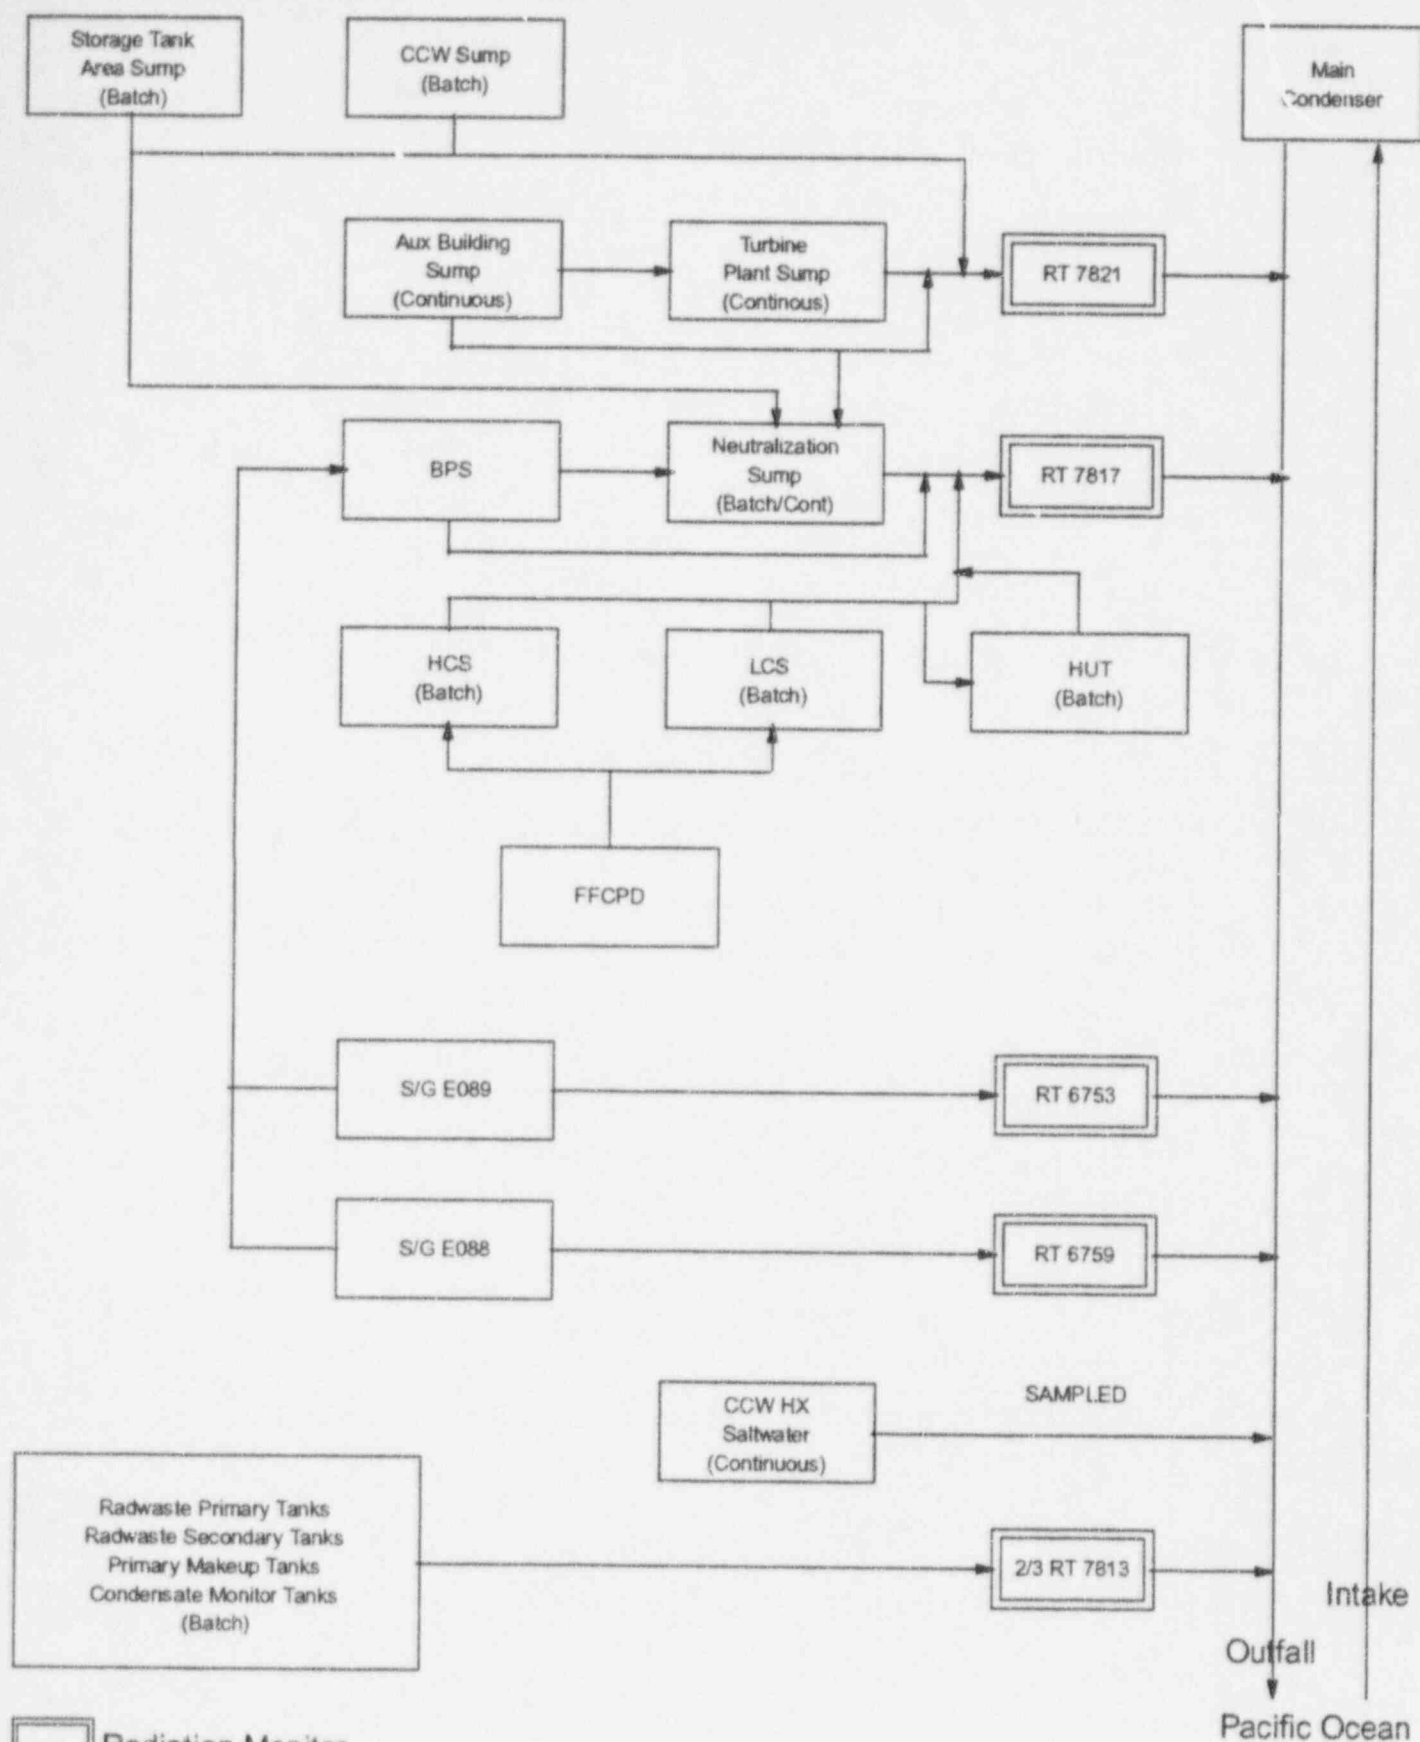 Storage Tank
Area Sump
(Batch)
CCW Sump
(Batch)
Main
Condenser
Aux Building
Sump
(Continuous)
Turbine
Plant Sump
(Continous)
RT 7821
BPS
Neutralization
Sump
(Batch/Cont)
RT 7817
HCS
(Batch)
LCS
(Batch)
HUT
(Batch)
FFCPD
S/G E089
RT 6753
S/G E088
RT 6759
CCW HX
Saltwater
(Continuous)
SAMPLED
Radwaste Primary Tanks
Radwaste Secondary Tanks
Primary Makeup Tanks
Condensate Monitor Tanks
(Batch)
2/3 RT 7813
Intake
Outfall
Pacific Ocean
Radiation Monitor